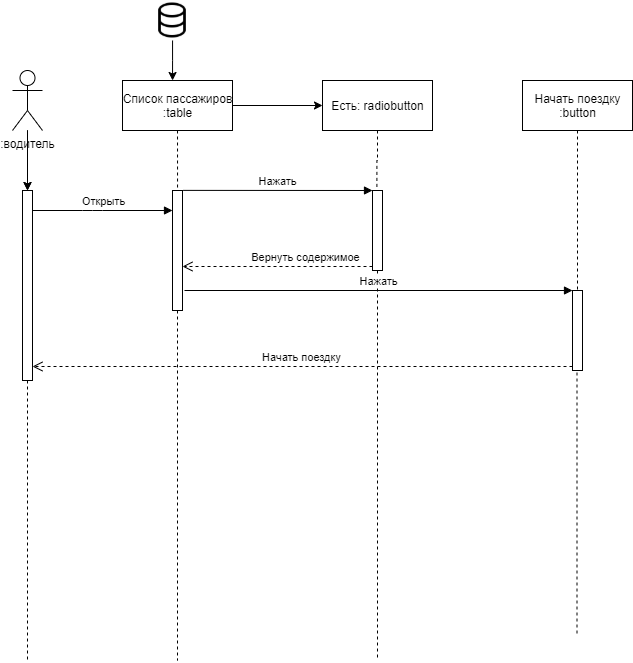 Список пассажиров
:table
Есть: radiobutton
Начать поездку
:button
:водитель
Нажать
Открыть
Вернуть содержимое
Нажать
Начать поездку